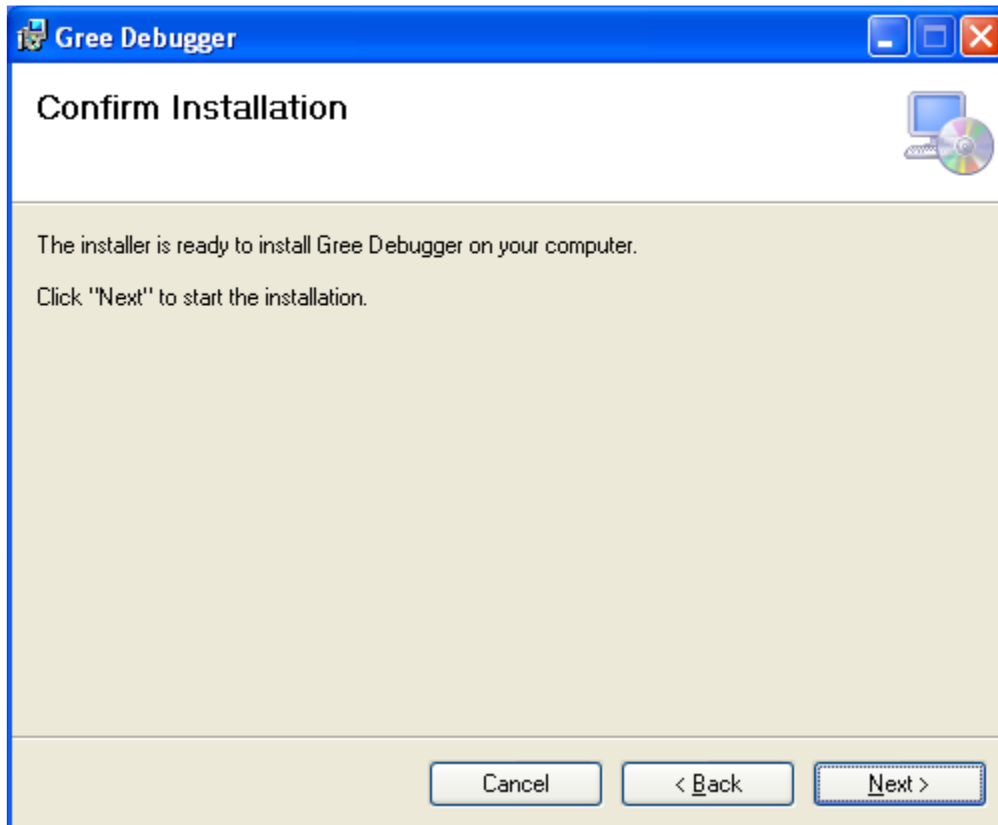 Gree Debugger
Confirm Installation
The installer is ready to install Gree Debugger on your computer.
Click "Next" to start the installation.
Cancel
< Back
Next >